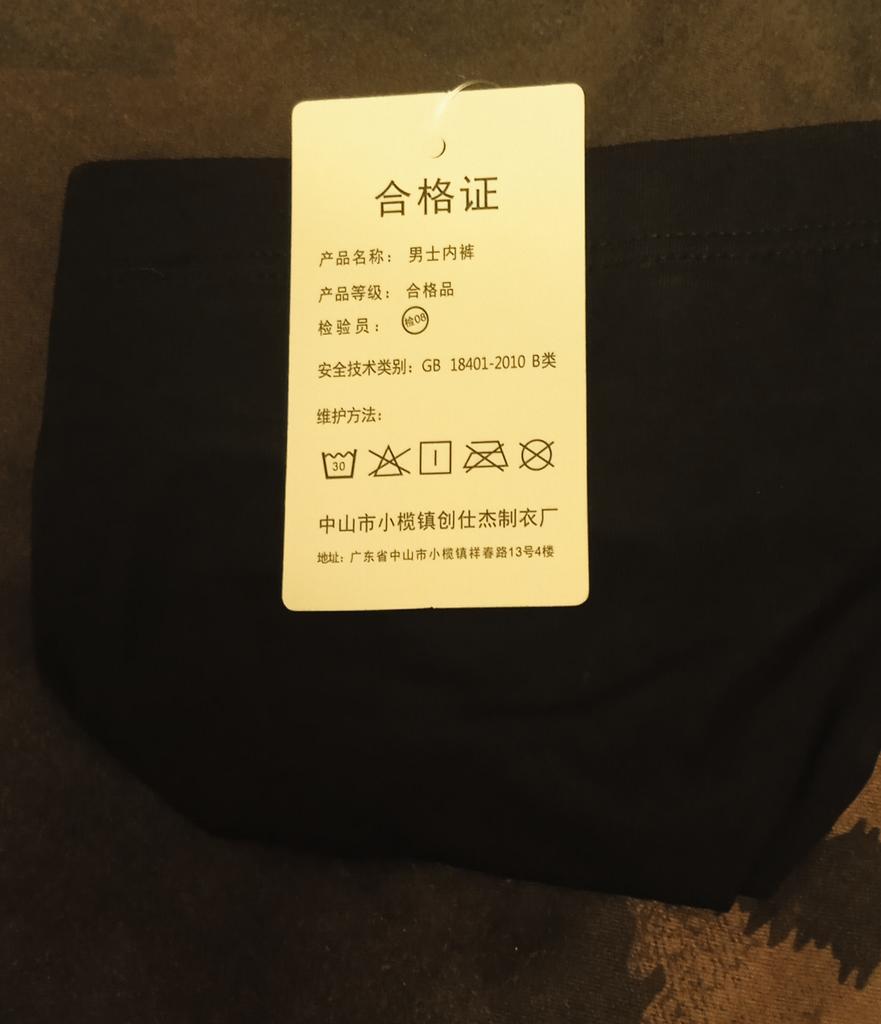 合格证
产品名称： 男士内裤
产品等级： 合格品
检验员： 检08
安全技术类别：GB 18401-2010 B类
维护方法：
30
中山市小榄镇创仕杰制衣厂
地址：广东省中山市小榄镇祥春路13号4楼